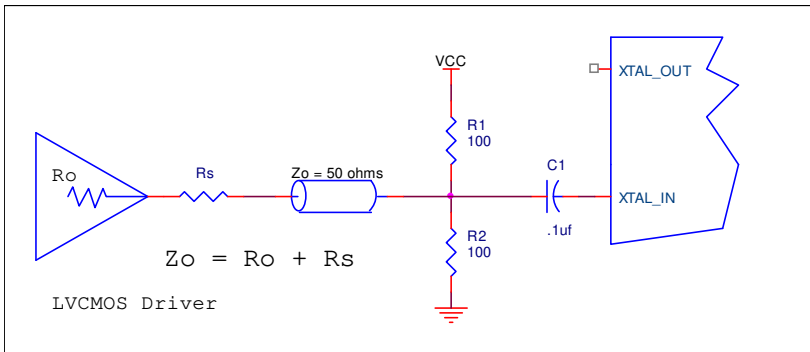 VCC
XTAL_OUT
R1
100
Ro
Rs
Zo = 50 ohms
C1
XTAL_IN
.1uf
R2
100
Zo = Ro + Rs
LVCMOS Driver